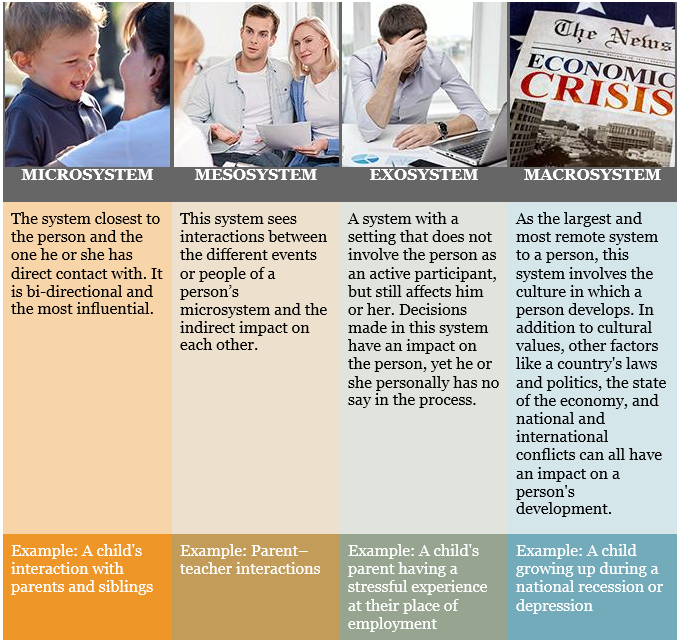 The News
ECONOMIC
CRISIS
MICROSYSTEM
MESOSYSTEM
EXOSYSTEM
MACROSYSTEM
The system closest to
the person and the
one he or she has
direct contact with. It
is bi-directional and
the most influential.
This system sees
interactions between
the different events
or people of a
person’s
microsystem and the
indirect impact on
each other.
A system with a
setting that does not
involve the person as
an active participant,
but still affects him
or her. Decisions
made in this system
have an impact on
the person, yet he or
she personally has no
say in the process.
As the largest and
most remote system
to a person, this
system involves the
culture in which a
person develops. In
addition to cultural
values, other factors
like a country's laws
and politics, the state
of the economy, and
national and
international
conflicts can all have
an impact on a
person's
development.
Example: A child's
interaction with
parents and siblings
Example: Parent–
teacher interactions
Example: A child's
parent having a
stressful experience
at their place of
employment
Example: A child
growing up during a
national recession or
depression